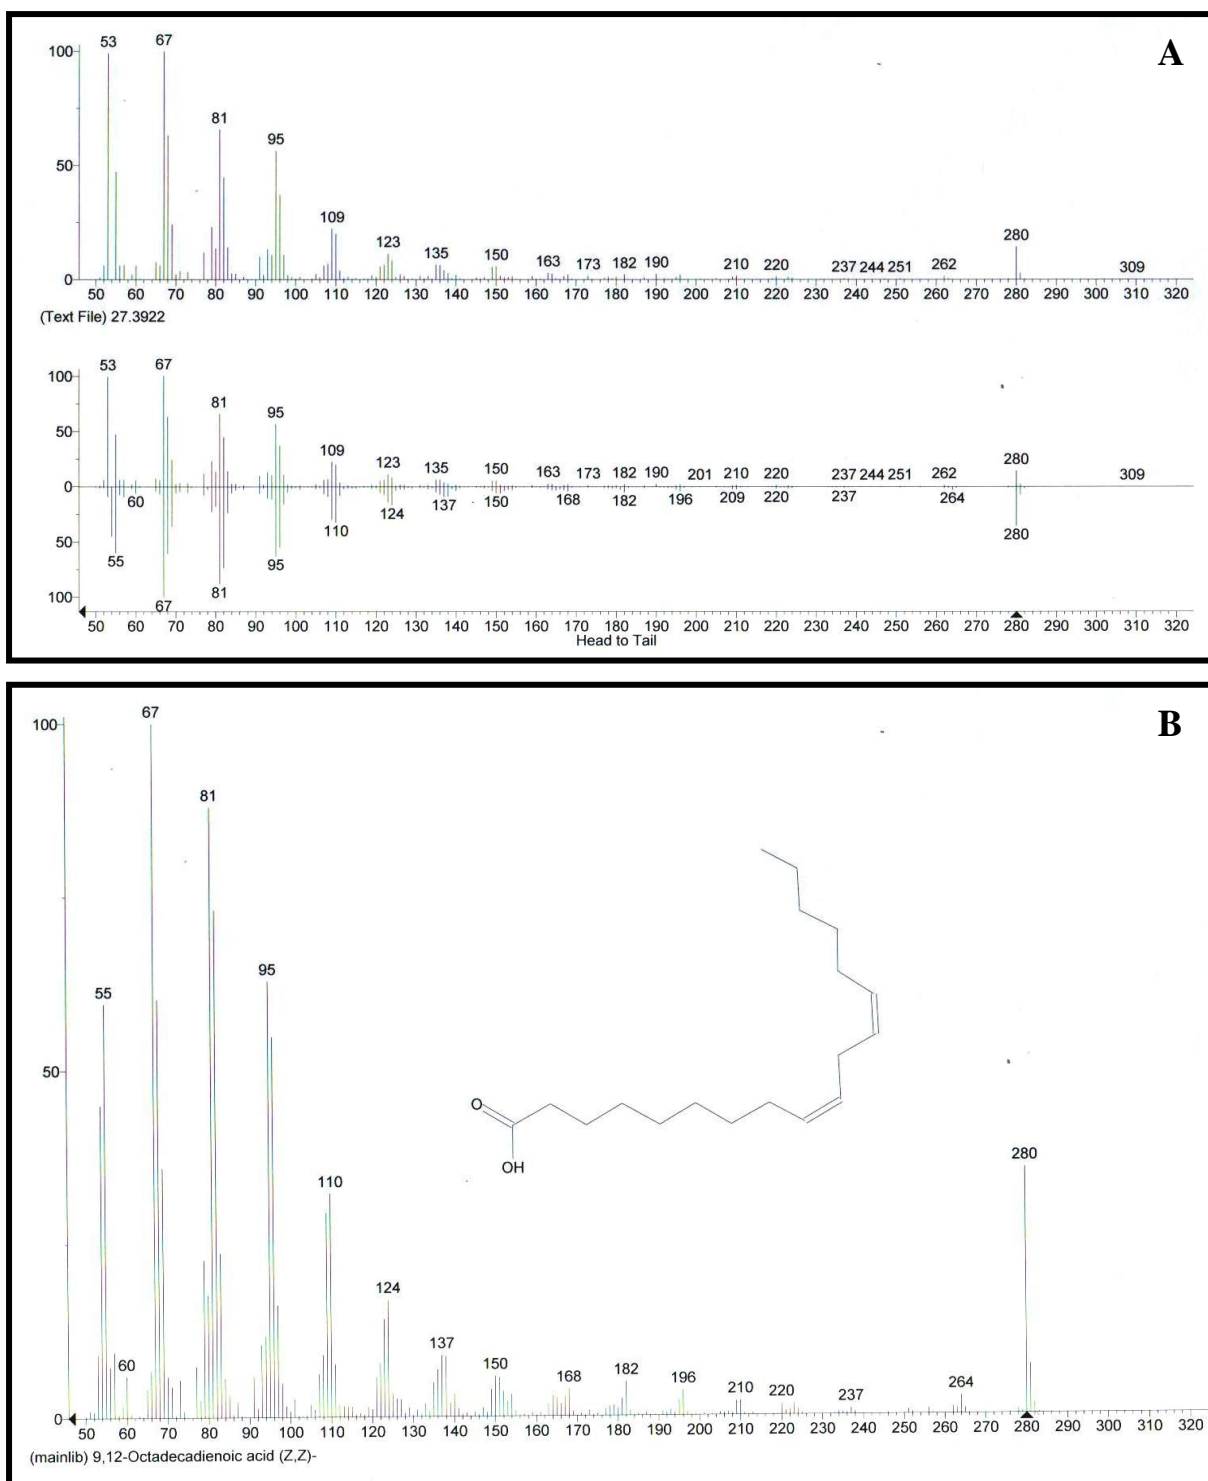 A
100 53 67
81
95
50
109
123 135 150 163 173 182 190 210 220 237 244 251 262 280 309
0
50 60 70 80 90 100 110 120 130 140 150 160 170 180 190 200 210 220 230 240 250 260 270 280 290 300 310 320
(Text File) 27.3922
53 67
100
81
95
50
109
123 135 150 163 173 182 190 201 210 220 237 244 251 262 280 309
0
60 110 124 137 150 168 182 196 209 220 237 264
50
55 95 280
81
100
67
50 60 70 80 90 100 110 120 130 140 150 160 170 180 190 200 210 220 230 240 250 260 270 280 290 300 310 320
Head to Tail
B
67
100
81
95
55
50
O
OH
280
110
124
137
60 150 168 182 196 210 220 237 264
0
50 60 70 80 90 100 110 120 130 140 150 160 170 180 190 200 210 220 230 240 250 260 270 280 290 300 310 320
(mainlib) 9,12-Octadecadienoic acid (Z,Z)-